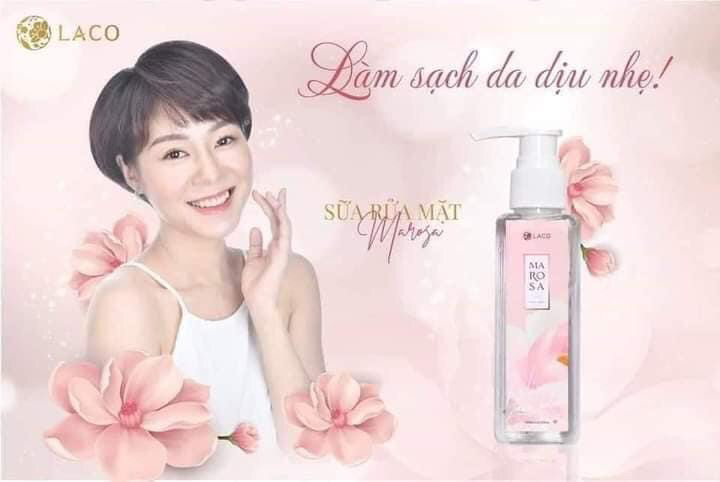 LACO
Làm sạch da dịu nhẹ!
SỮA RỬA MẶT
Marosa
LACO
MA
RO
SA